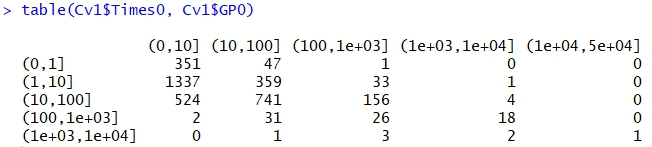 > table(Cv1$Times0, Cv1$GP0)
(0,10] (10,100] (100,1e+03] (1e+03,1e+04] (1e+04,5e+04]
(0,1] 351 47 1 0 0
(1,10] 1337 359 33 1 0
(10,100] 524 741 156 4 0
(100,1e+03] 2 31 26 18 0
(1e+03,1e+04] 0 1 3 2 1